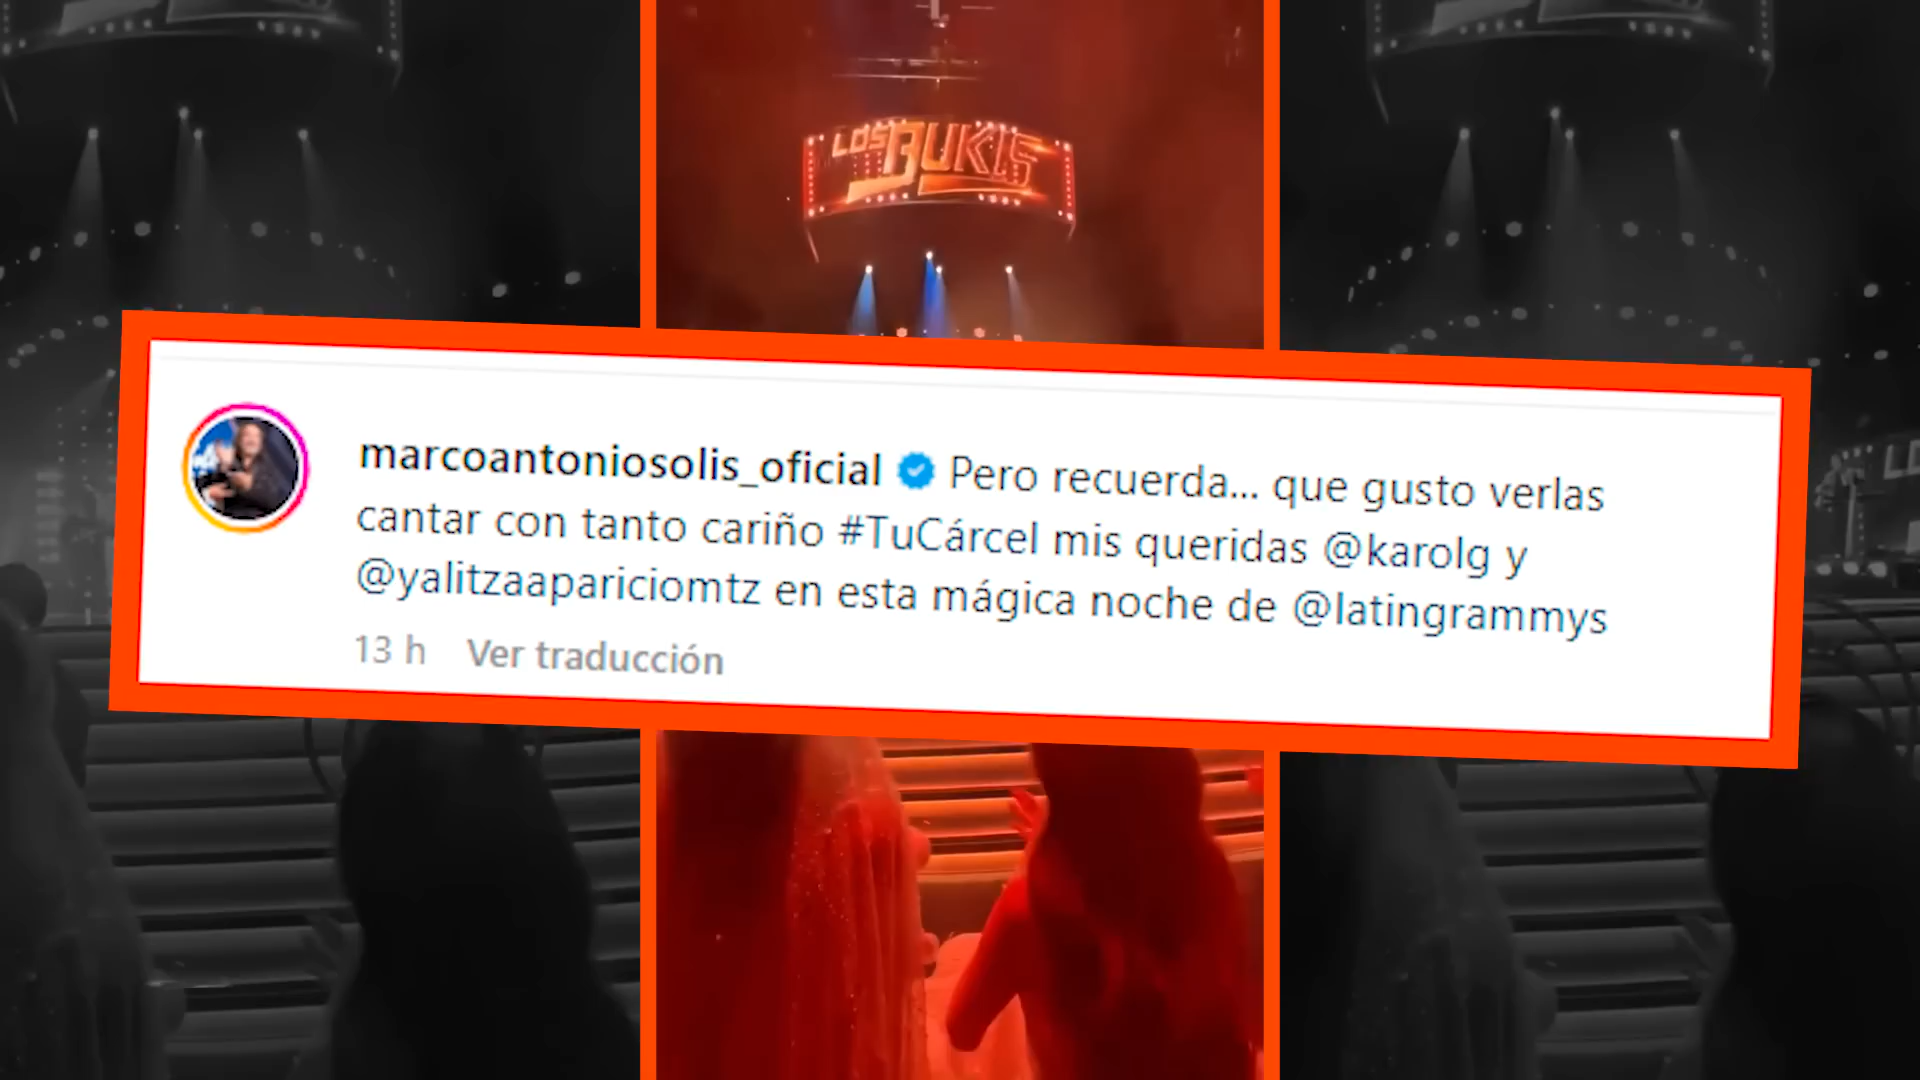 LOS BUKIS
marcoantoniosolis_oficial Pero recuerda... que gusto verlas
cantar con tanto cariño #TuCárcel mis queridas @karolg y
@yalitzaapariciomtz en esta mágica noche de @latingrammys
13 h Ver traducción